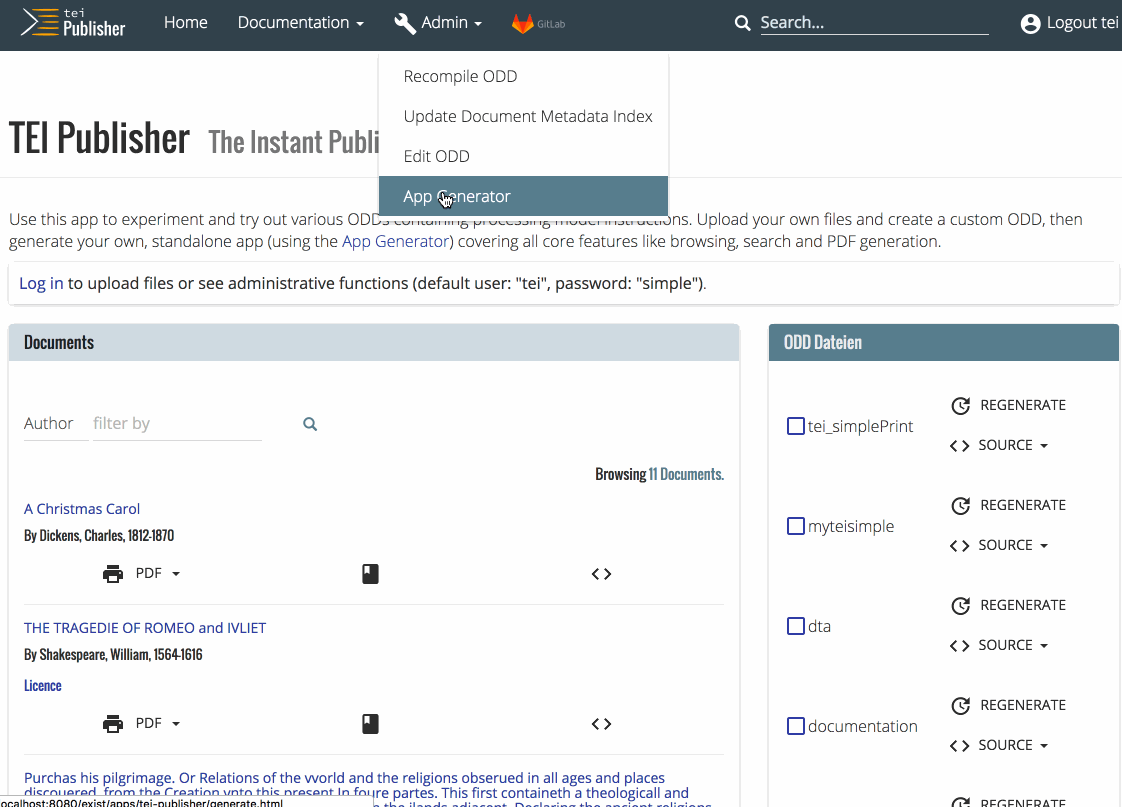 tei Publisher
Home
Documentation
Admin
GitLab
Search...
Logout tei
Recompile ODD
Update Document Metadata Index
Edit ODD
App Generator
TEI Publisher The Instant Publi
Use this app to experiment and try out various ODDs containing processing model instructions. Upload your own files and create a custom ODD, then
generate your own, standalone app (using the App Generator) covering all core features like browsing, search and PDF generation.
Log in to upload files or see administrative functions (default user: "tei", password: "simple").
Documents
Author filter by
Browsing 11 Documents.
A Christmas Carol
By Dickens, Charles, 1812-1870
PDF
THE TRAGEDIE OF ROMEO and IVLIET
By Shakespeare, William, 1564-1616
Licence
PDF
Purchas his pilgrimage. Or Relations of the vvorld and the religions obserued in all ages and places
discouered, from the Creation vnto this present In foure partes. This first containeth a theologicall and
the ilands adiacent. Declaring the ancient religions
ocalhost:8080/exist/apps/tei-publisher/generate.html
ODD Dateien
tei_simplePrint
REGENERATE
SOURCE
myteisimple
REGENERATE
SOURCE
dta
REGENERATE
SOURCE
documentation
REGENERATE
SOURCE
REGENERATE